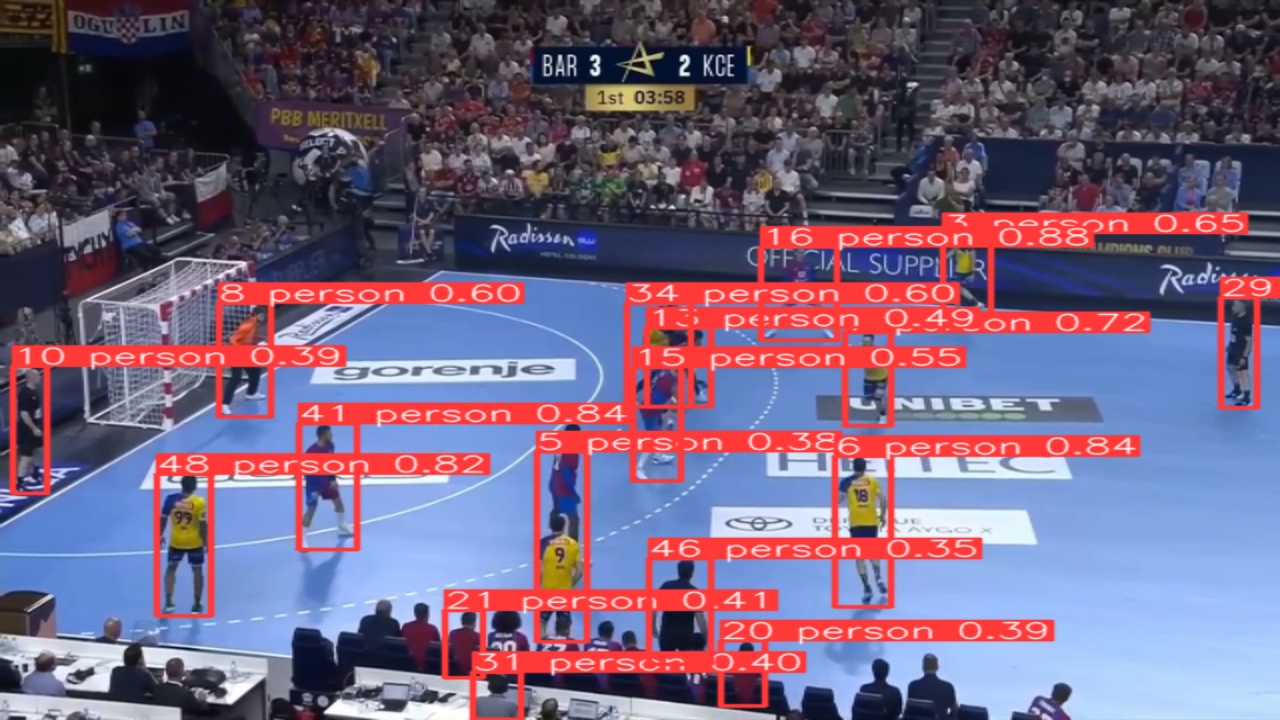 OGULIN
BAR 3 2 KCE
1st 03:58
PBB MERITXELL
SELECT
Radisson BLU
OFFICIAL SUPPLIER
Radiss
3 person 0.65
16 person 0.88
8 person 0.60
34 person 0.60
29
13 person 0.49
person 0.72
10 person 0.39
15 person 0.55
gorenje
UNIBET
41 person 0.84
5 person 0.38
6 person 0.84
48 person 0.82
99
18
9
46 person 0.35
21 person 0.41
20 person 0.39
31 person 0.40